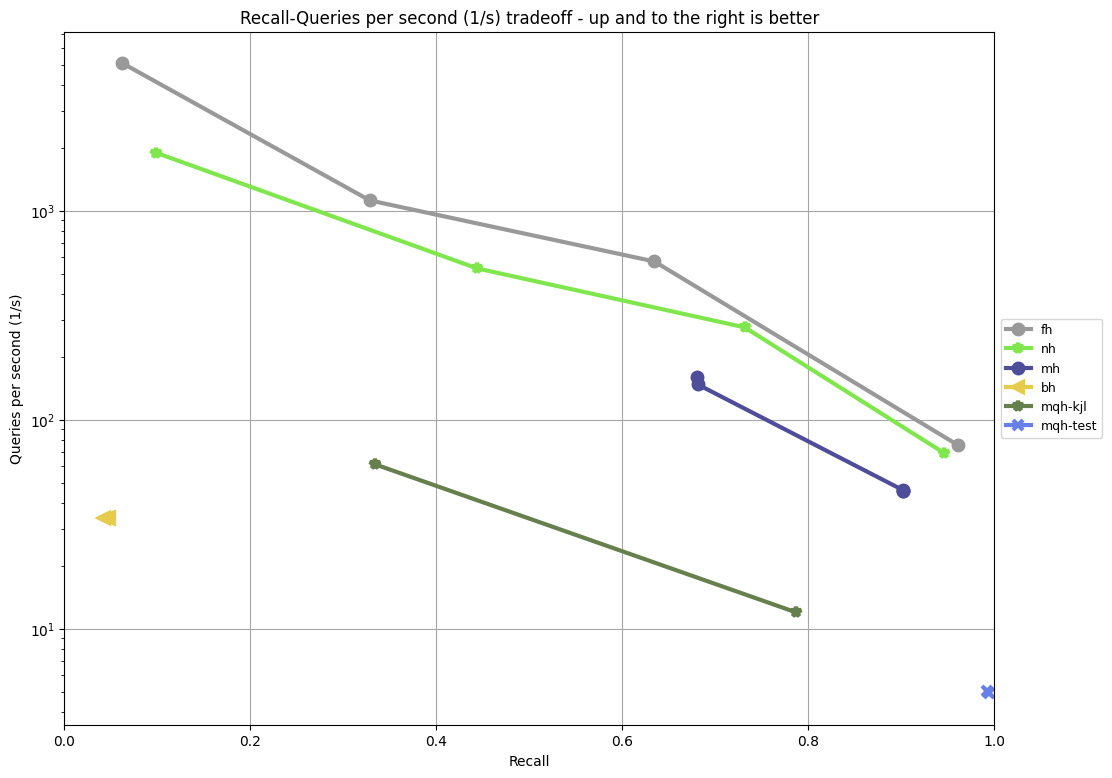 Recall-Queries per second (1/s) tradeoff - up and to the right is better
Queries per second (1/s)
10³
10²
10¹
0.0 0.2 0.4 0.6 0.8 1.0
Recall
fh
nh
mh
bh
mqh-kjl
mqh-test